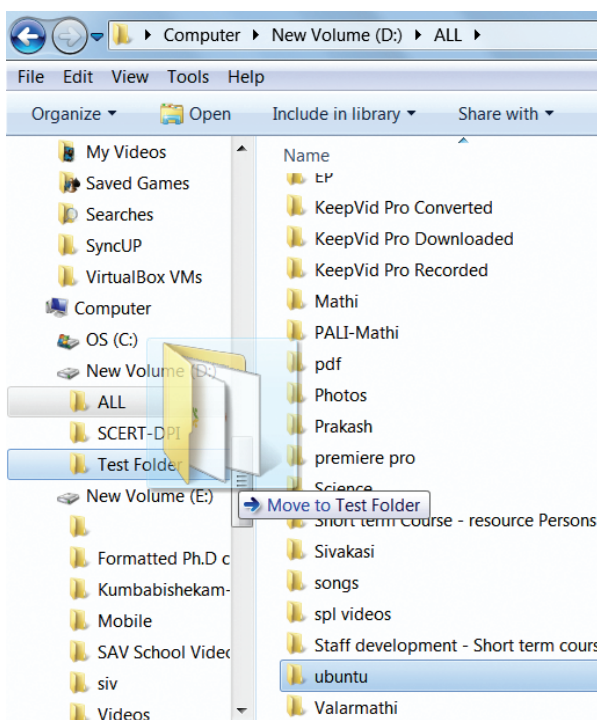 Computer ▸ New Volume (D:) ▸ ALL ▸
File Edit View Tools Help
Organize Open Include in library Share with
My Videos
Saved Games
Searches
SyncUP
VirtualBox VMs
Computer
OS (C:)
New Volume (D:)
ALL
SCERT-DPI
Test Folder
New Volume (E:)
Formatted Ph.D c
Kumbabishekam-
Mobile
SAV School Videc
siv
Videos
Name
EP
KeepVid Pro Converted
KeepVid Pro Downloaded
KeepVid Pro Recorded
Mathi
PALI-Mathi
pdf
Photos
Prakash
premiere pro
Science
Move to Test Folder
Short term Course - resource Persons
Sivakasi
songs
spl videos
Staff development - Short term cours
ubuntu
Valarmathi